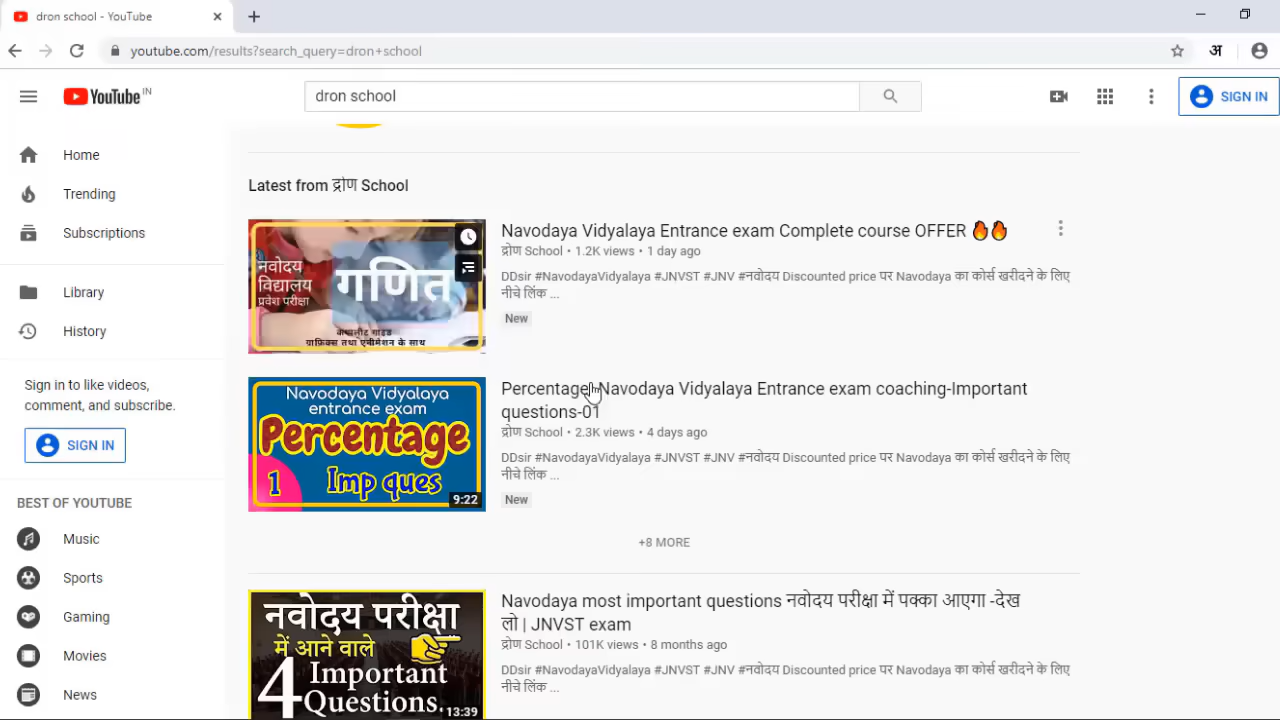 dron school - YouTube
youtube.com/results?search_query=dron+school
अ
YouTube IN
dron school
SIGN IN
Home
Trending
Subscriptions
Library
History
Sign in to like videos,
comment, and subscribe.
SIGN IN
BEST OF YOUTUBE
Music
Sports
Gaming
Movies
News
Latest from द्रोण School
नवोदय
विद्यालय
प्रवेश परीक्षा
गणित
कम्पलीट गाइड
ग्राफ़िक्स तथा एनीमेशन के साथ
Navodaya Vidyalaya Entrance exam Complete course OFFER 🔥🔥
द्रोण School • 1.2K views • 1 day ago
DDsir #NavodayaVidyalaya #JNVST #JNV #नवोदय Discounted price पर Navodaya का कोर्स खरीदने के लिए
नीचे लिंक ...
New
Navodaya Vidyalaya
entrance exam
Percentage
1 Imp ques
9:22
Percentage Navodaya Vidyalaya Entrance exam coaching-Important
questions-01
द्रोण School • 2.3K views • 4 days ago
DDsir #NavodayaVidyalaya #JNVST #JNV #नवोदय Discounted price पर Navodaya का कोर्स खरीदने के लिए
नीचे लिंक ...
New
+8 MORE
नवोदय परीक्षा
में आने वाले
4 Important
Questions.
13:39
Navodaya most important questions नवोदय परीक्षा में पक्का आएगा -देख
लो | JNVST exam
द्रोण School • 101K views • 8 months ago
DDsir #NavodayaVidyalaya #JNVST #JNV #नवोदय Discounted price पर Navodaya का कोर्स खरीदने के लिए
नीचे लिंक ...